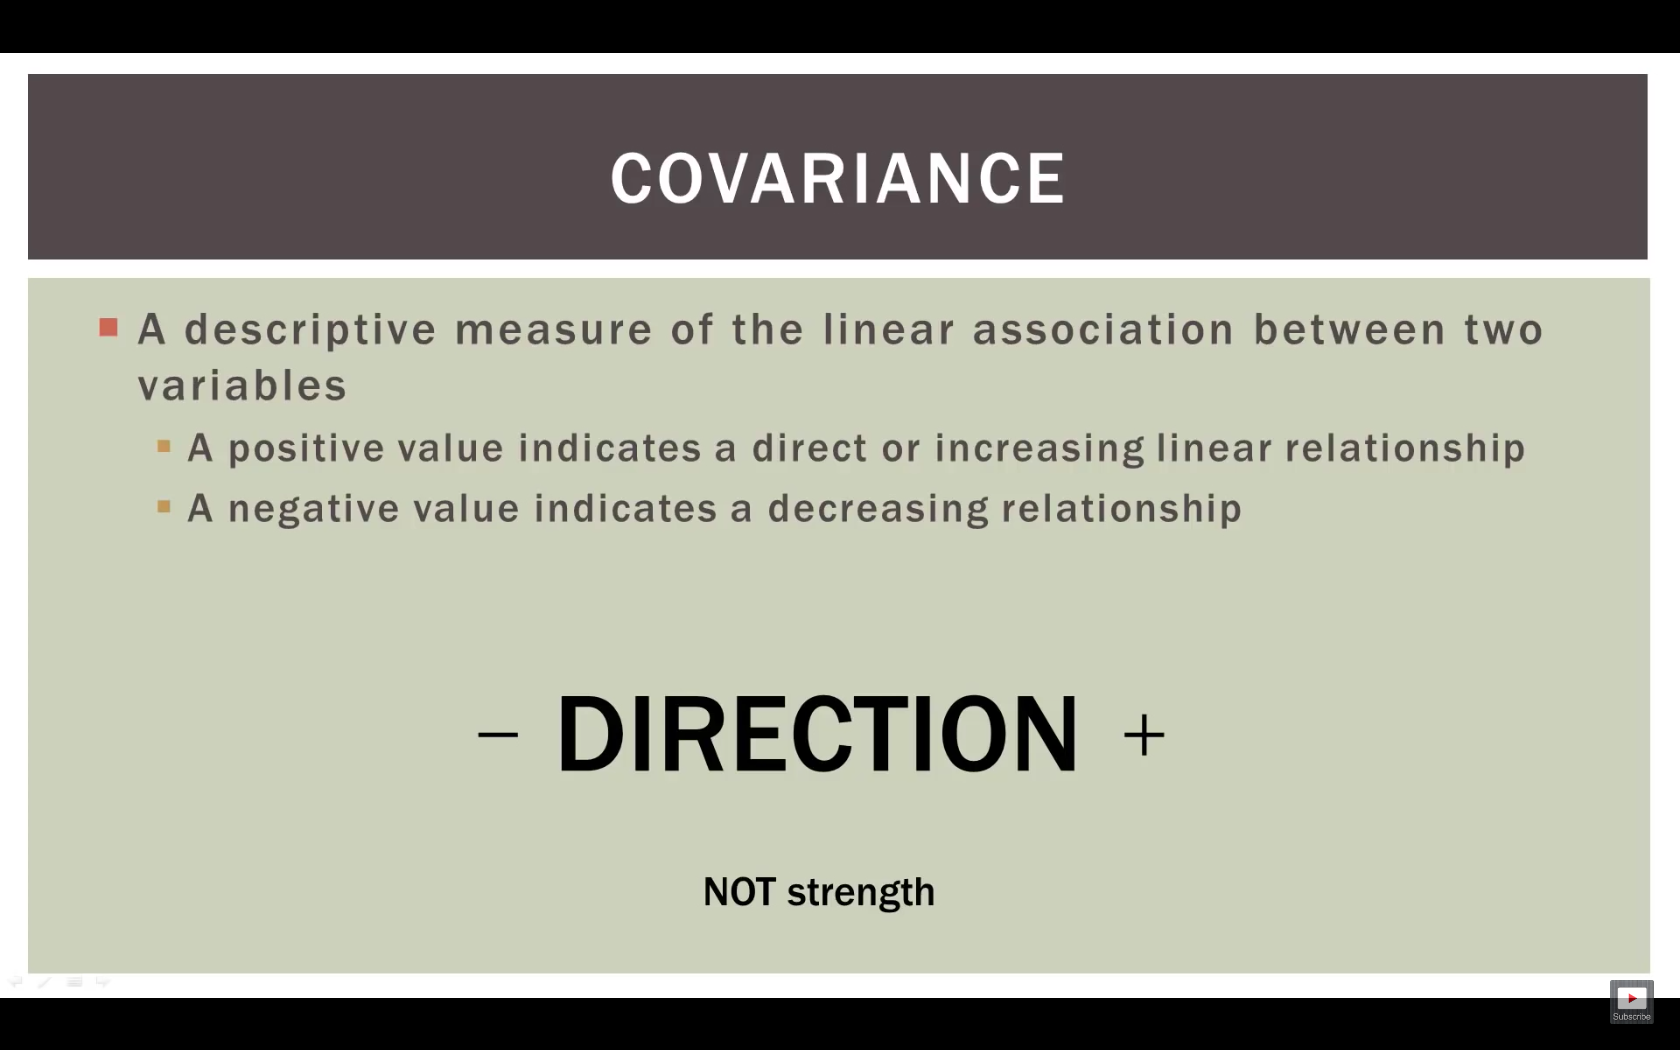 COVARIANCE
A descriptive measure of the linear association between two
variables
A positive value indicates a direct or increasing linear relationship
A negative value indicates a decreasing relationship
− DIRECTION +
NOT strength
Subscribe